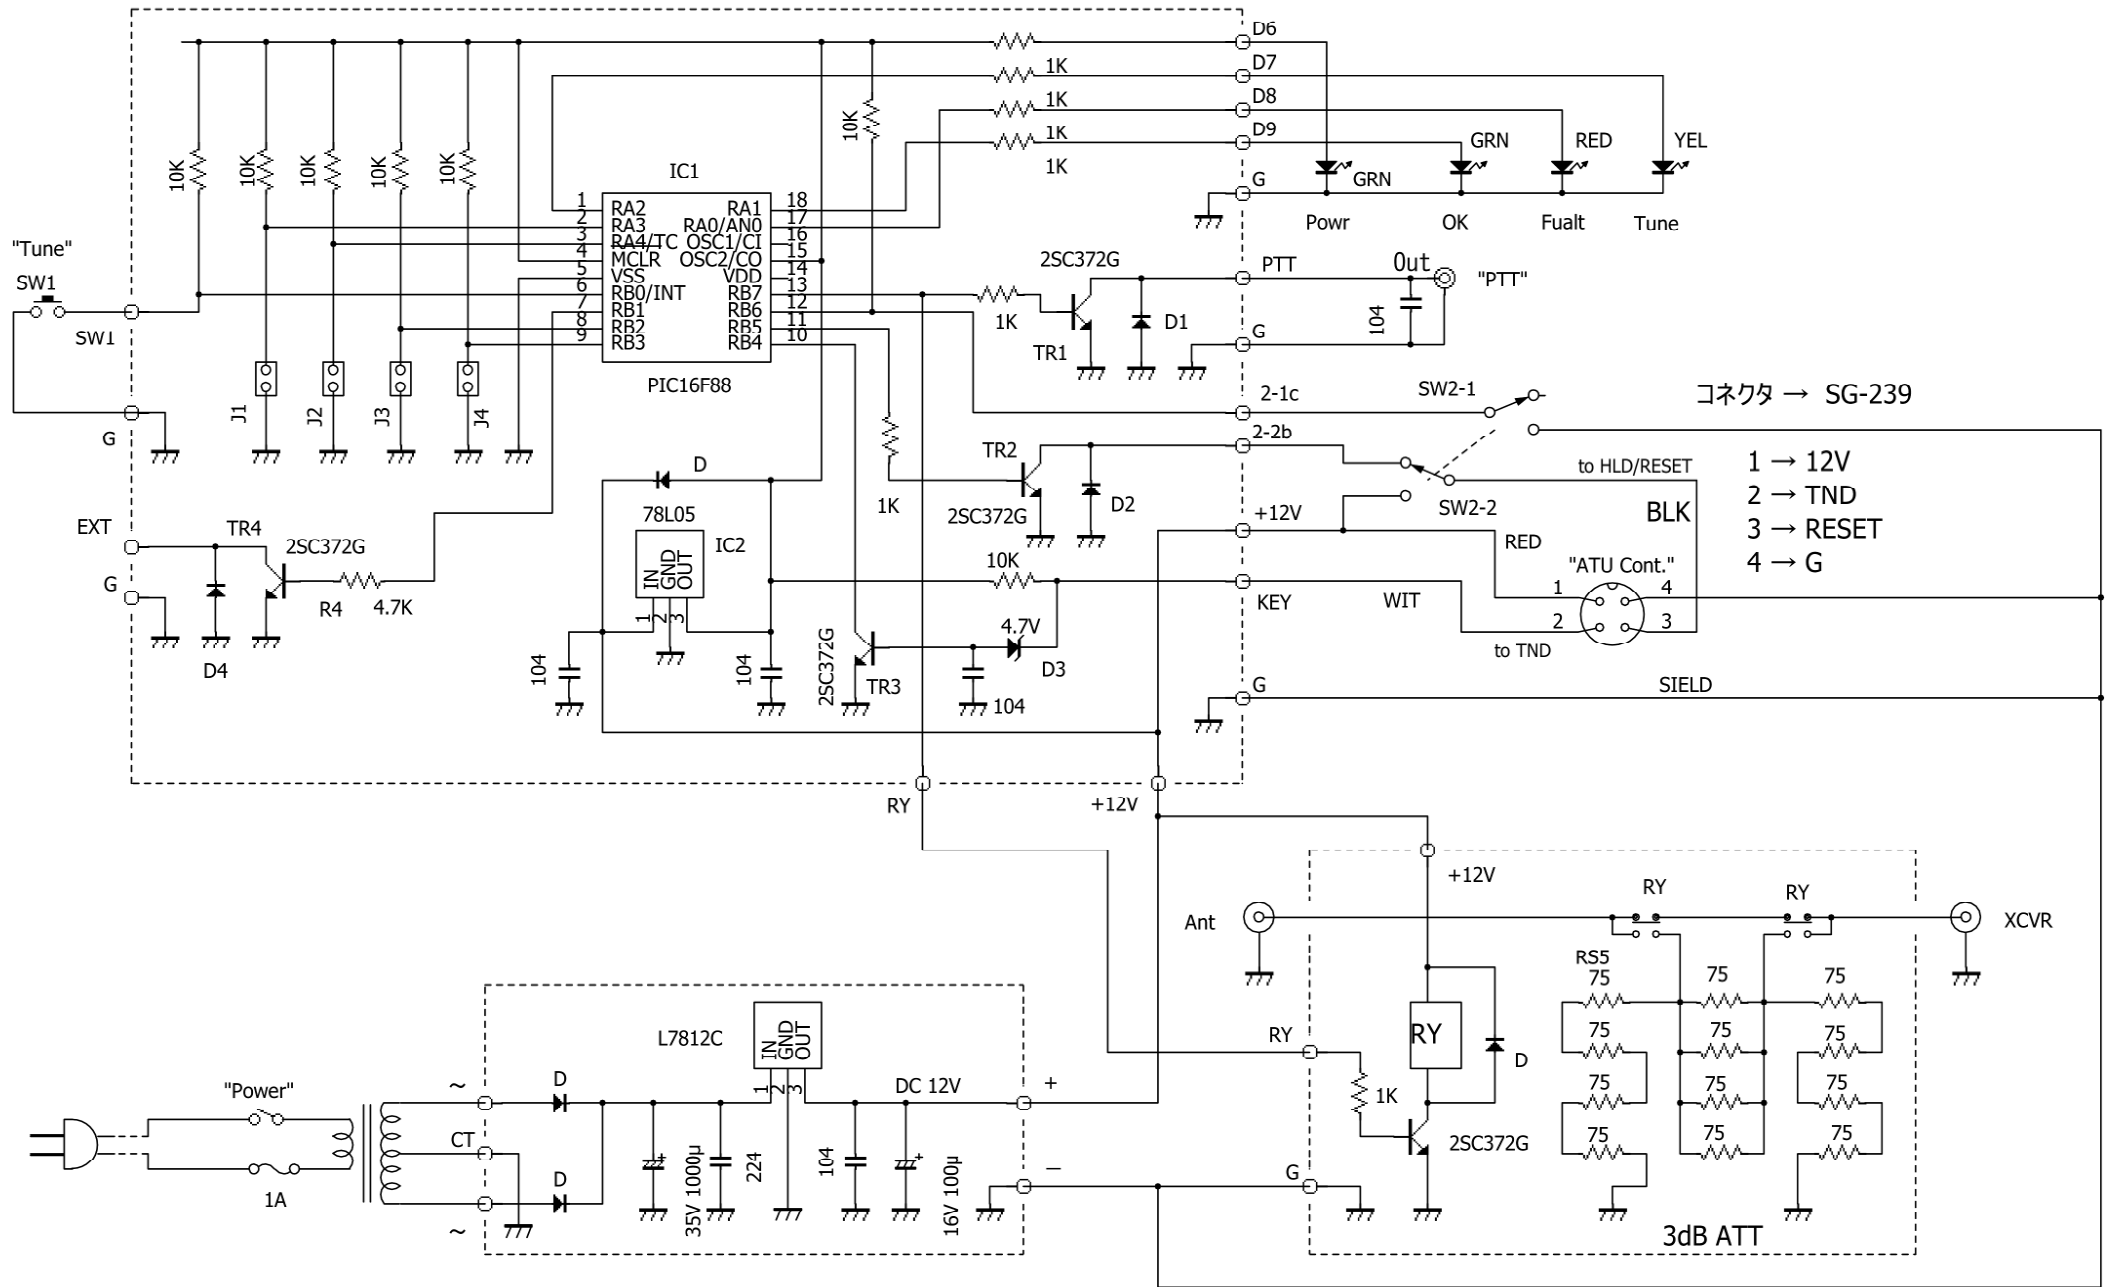 D6
1K
D7
1K
D8
1K
D9
1K
10K
10K
10K
10K
10K
10K
GRN
RED
YEL
GRN
G
Powr
OK
Fualt
Tune
IC1
1 RA2 RA1 18
2 RA3 RA0/AN0 17
3 RA4/TC OSC1/CI 16
4 MCLR OSC2/CO 15
5 VSS VDD 14
6 RB0/INT RB7 13
7 RB1 RB6 12
8 RB2 RB5 11
9 RB3 RB4 10
PIC16F88
"Tune"
SW1
SW1
G
J1
J2
J3
J4
2SC372G
1K
TR1
D1
PTT
Out
"PTT"
104
G
2-1c
SW2-1
コネクタ → SG-239
2-2b
1 → 12V
2 → TND
3 → RESET
4 → G
to HLD/RESET
SW2-2
BLK
TR2
2SC372G
D2
1K
+12V
RED
"ATU Cont."
1
2
3
4
D
78L05
IC2
IN
GND
OUT
1
2
3
104
104
EXT
G
TR4
2SC372G
R4
4.7K
D4
10K
KEY
WIT
to TND
4.7V
D3
2SC372G
TR3
104
G
SIELD
RY
+12V
+12V
Ant
RY
RY
XCVR
RS5
75
75
75
75
75
75
75
75
75
75
75
75
RY
RY
D
1K
2SC372G
G
3dB ATT
L7812C
IN
GND
OUT
1
2
3
DC 12V
+
−
"Power"
1A
~
CT
~
D
D
35V 1000μ
+
224
104
16V 100μ
+